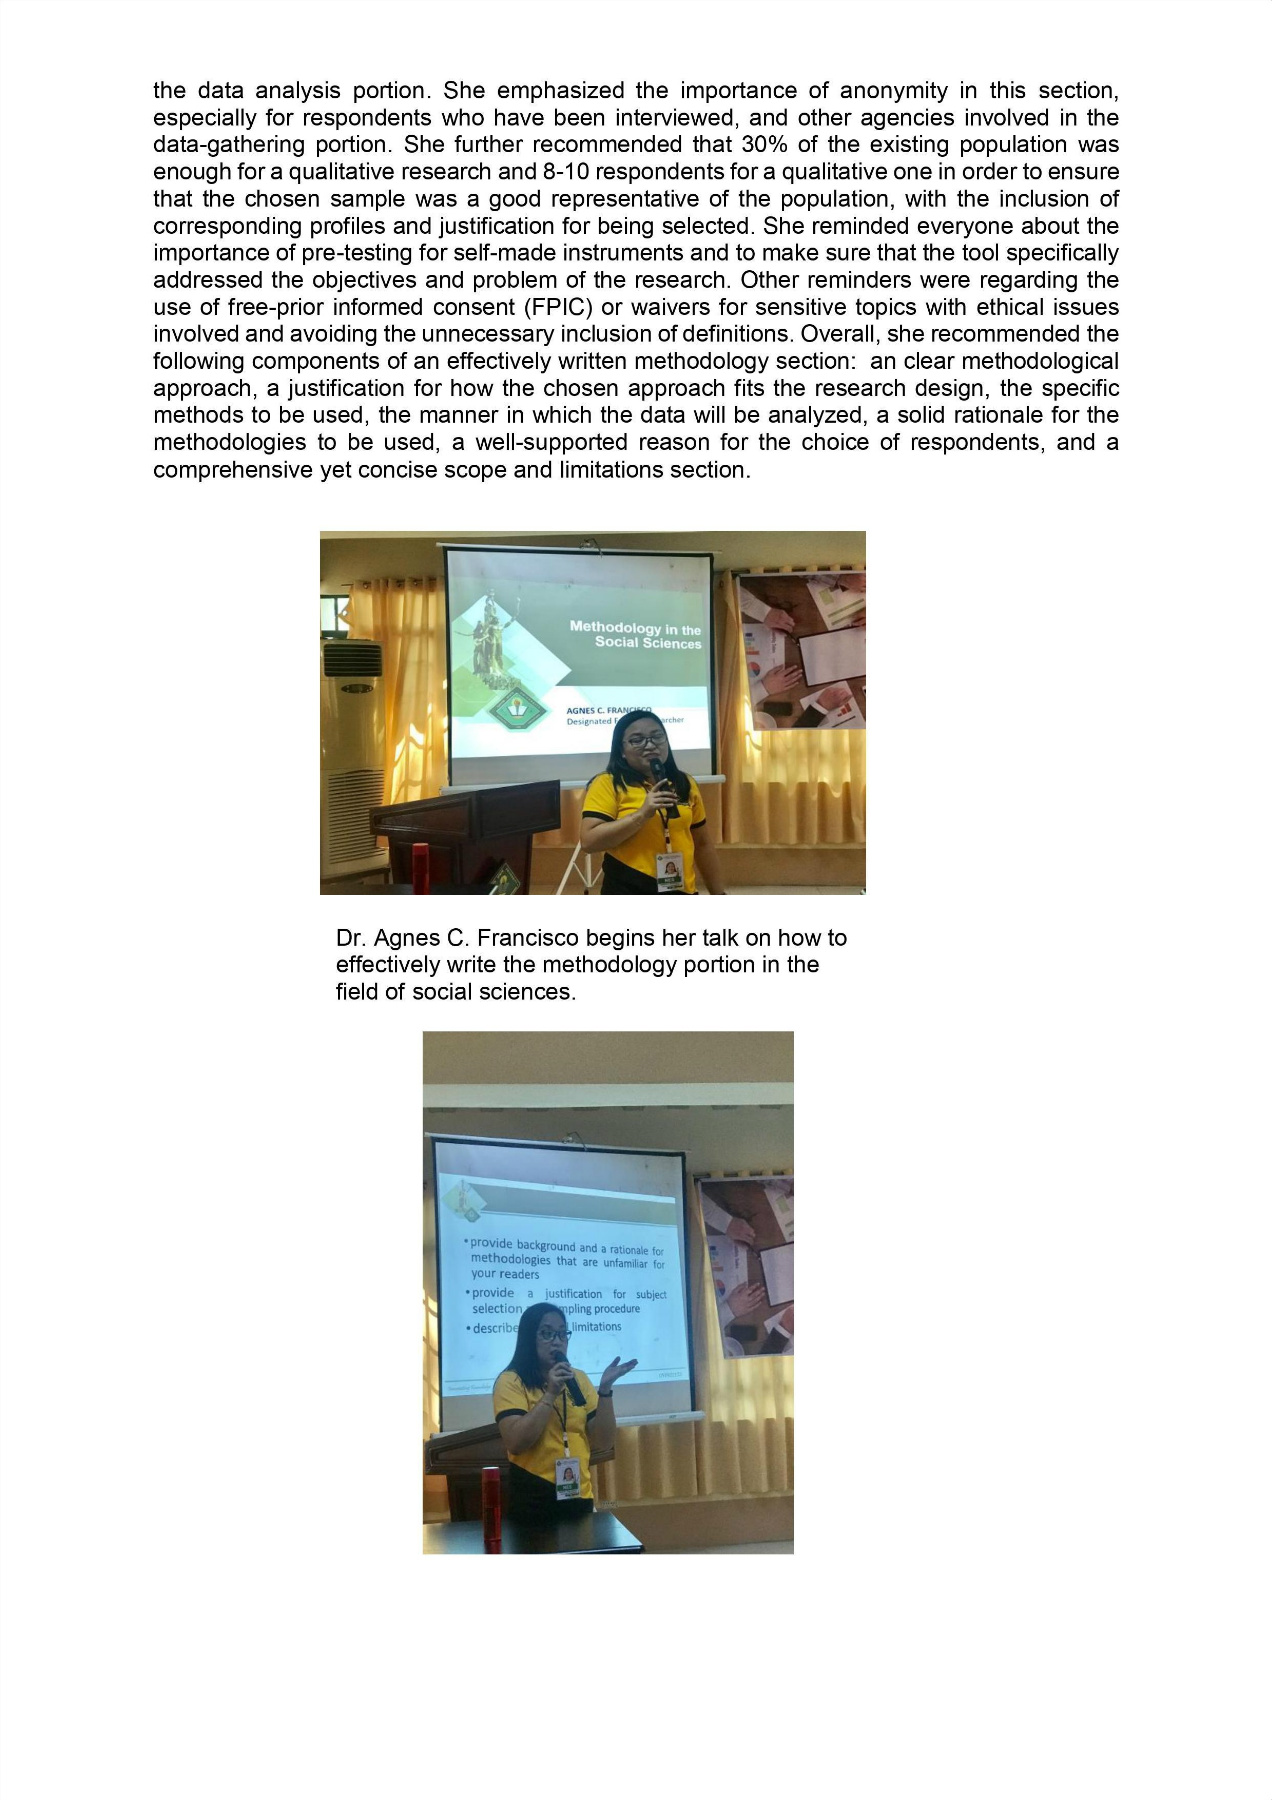 the data analysis portion. She emphasized the importance of anonymity in this section,
especially for respondents who have been interviewed, and other agencies involved in the
data-gathering portion. She further recommended that 30% of the existing population was
enough for a qualitative research and 8-10 respondents for a qualitative one in order to ensure
that the chosen sample was a good representative of the population, with the inclusion of
corresponding profiles and justification for being selected. She reminded everyone about the
importance of pre-testing for self-made instruments and to make sure that the tool specifically
addressed the objectives and problem of the research. Other reminders were regarding the
use of free-prior informed consent (FPIC) or waivers for sensitive topics with ethical issues
involved and avoiding the unnecessary inclusion of definitions. Overall, she recommended the
following components of an effectively written methodology section:  an clear methodological
approach, a justification for how the chosen approach fits the research design, the specific
methods to be used, the manner in which the data will be analyzed, a solid rationale for the
methodologies to be used, a well-supported reason for the choice of respondents, and a
comprehensive yet concise scope and limitations section.
Methodology in the
Social Sciences
AGNES C. FRANCISCO
Designated
Dr. Agnes C. Francisco begins her talk on how to
effectively write the methodology portion in the
field of social sciences.
• provide background and a rationale for
methodologies that are unfamiliar for
your readers
• provide a justification for subject
selection procedure
• describe limitations